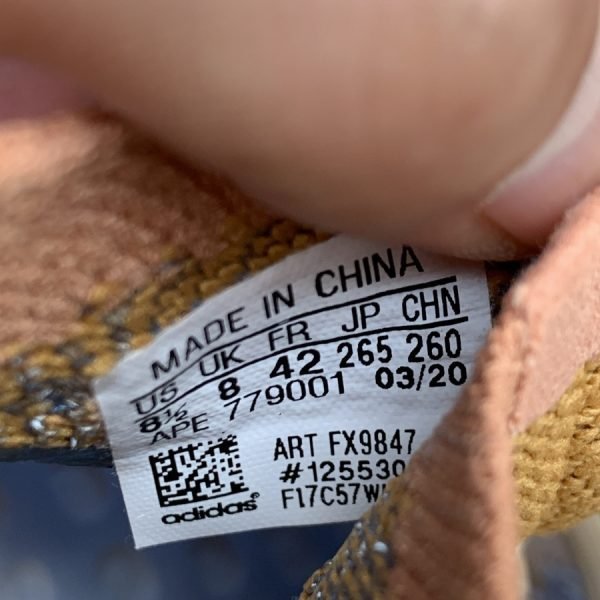 MADE IN CHINA
US UK FR JP CHN
8½ 8 42 265 260
APE 779001 03/20
ART FX9847
#125530
F17C57W
adidas